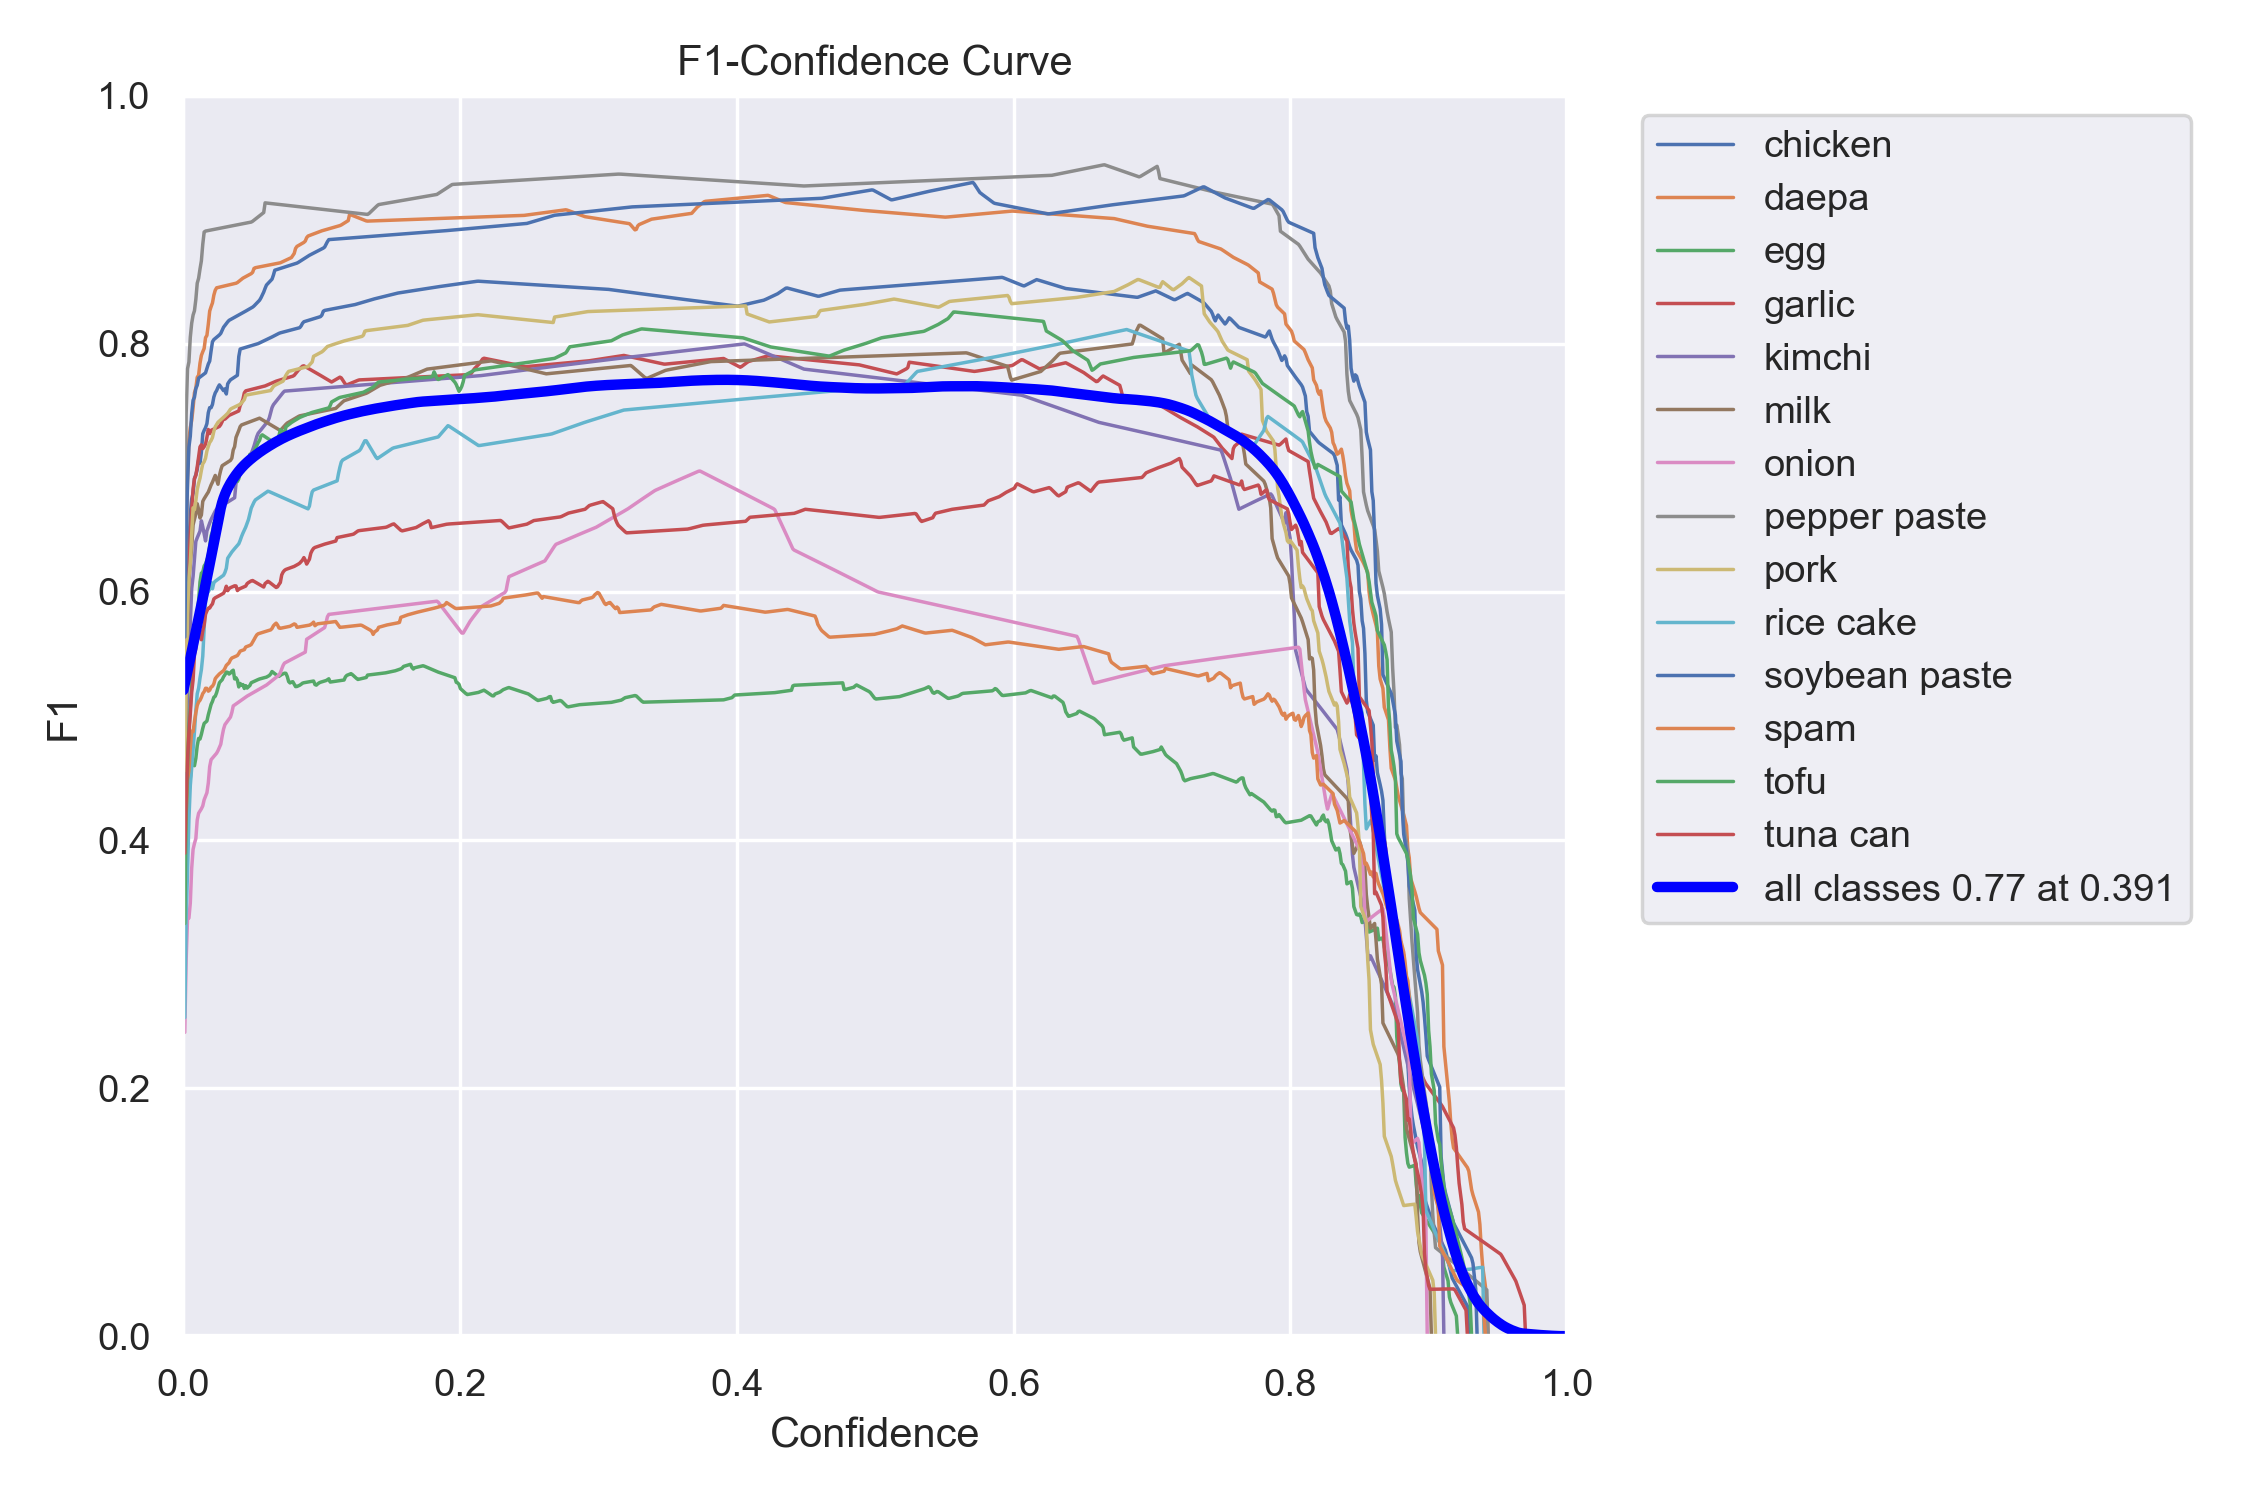 F1-Confidence Curve
1.0
0.8
0.6
0.4
0.2
0.0
F1
0.0 0.2 0.4 0.6 0.8 1.0
Confidence
chicken
daepa
egg
garlic
kimchi
milk
onion
pepper paste
pork
rice cake
soybean paste
spam
tofu
tuna can
all classes 0.77 at 0.391